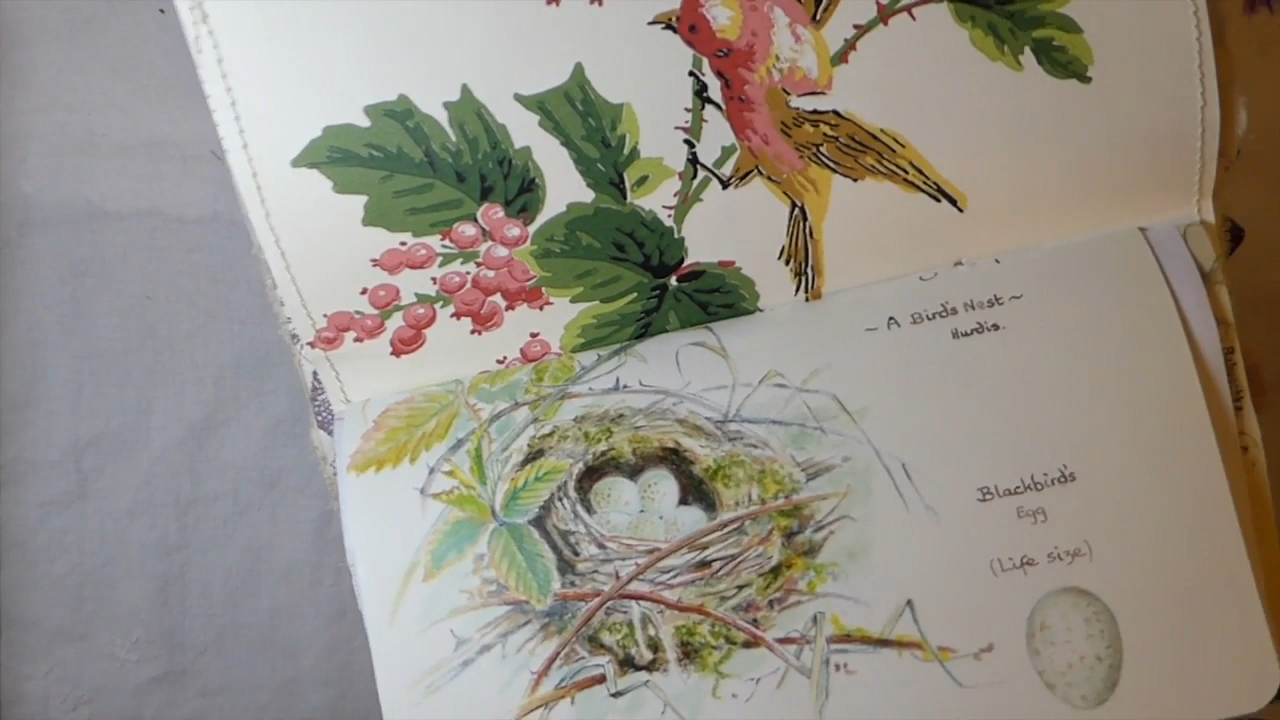 ~ A Bird's Nest ~
Hurdis.
Blackbird's
Egg
(Life size)